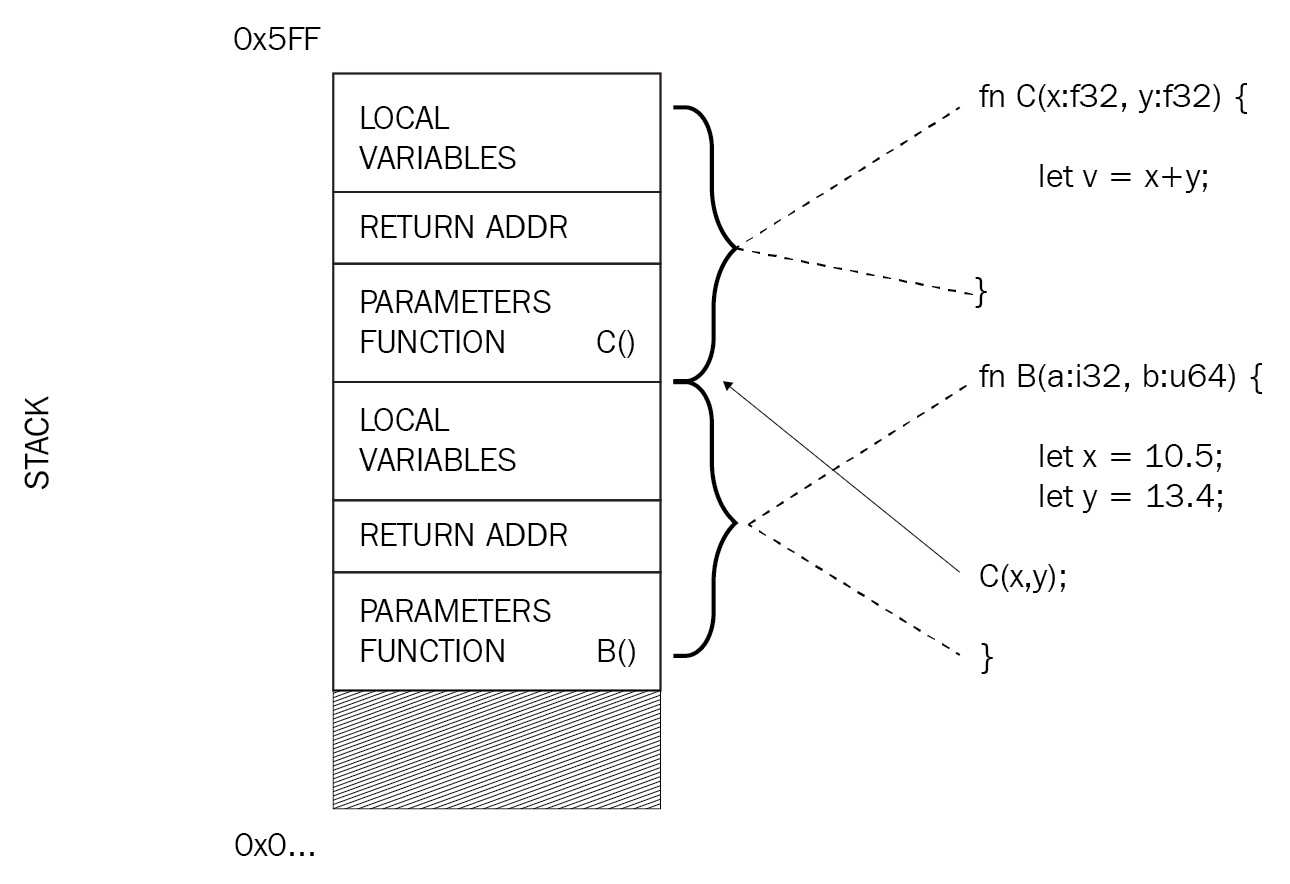 0x5FF
LOCAL
VARIABLES
RETURN ADDR
PARAMETERS
FUNCTION C()
LOCAL
VARIABLES
RETURN ADDR
PARAMETERS
FUNCTION B()
0x0...
STACK
fn C(x:f32, y:f32) {
let v = x+y;
}
fn B(a:i32, b:u64) {
let x = 10.5;
let y = 13.4;
C(x,y);
}